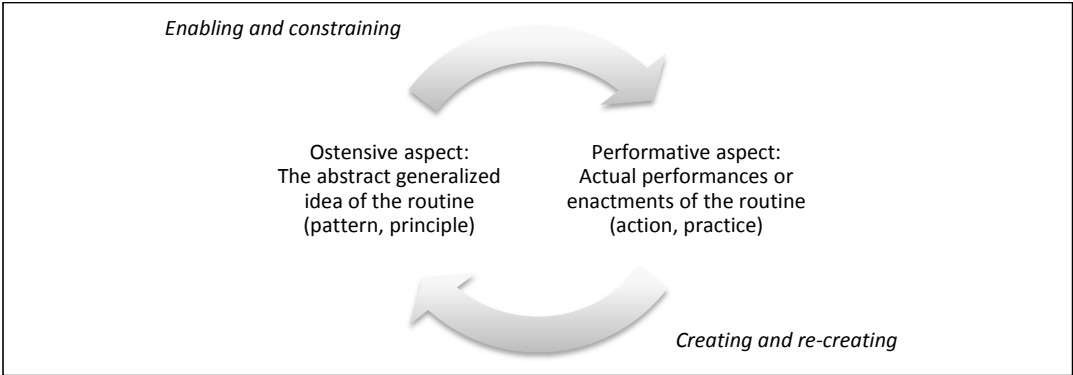 Enabling and constraining
Ostensive aspect:
The abstract generalized
idea of the routine
(pattern, principle)
Performative aspect:
Actual performances or
enactments of the routine
(action, practice)
Creating and re-creating